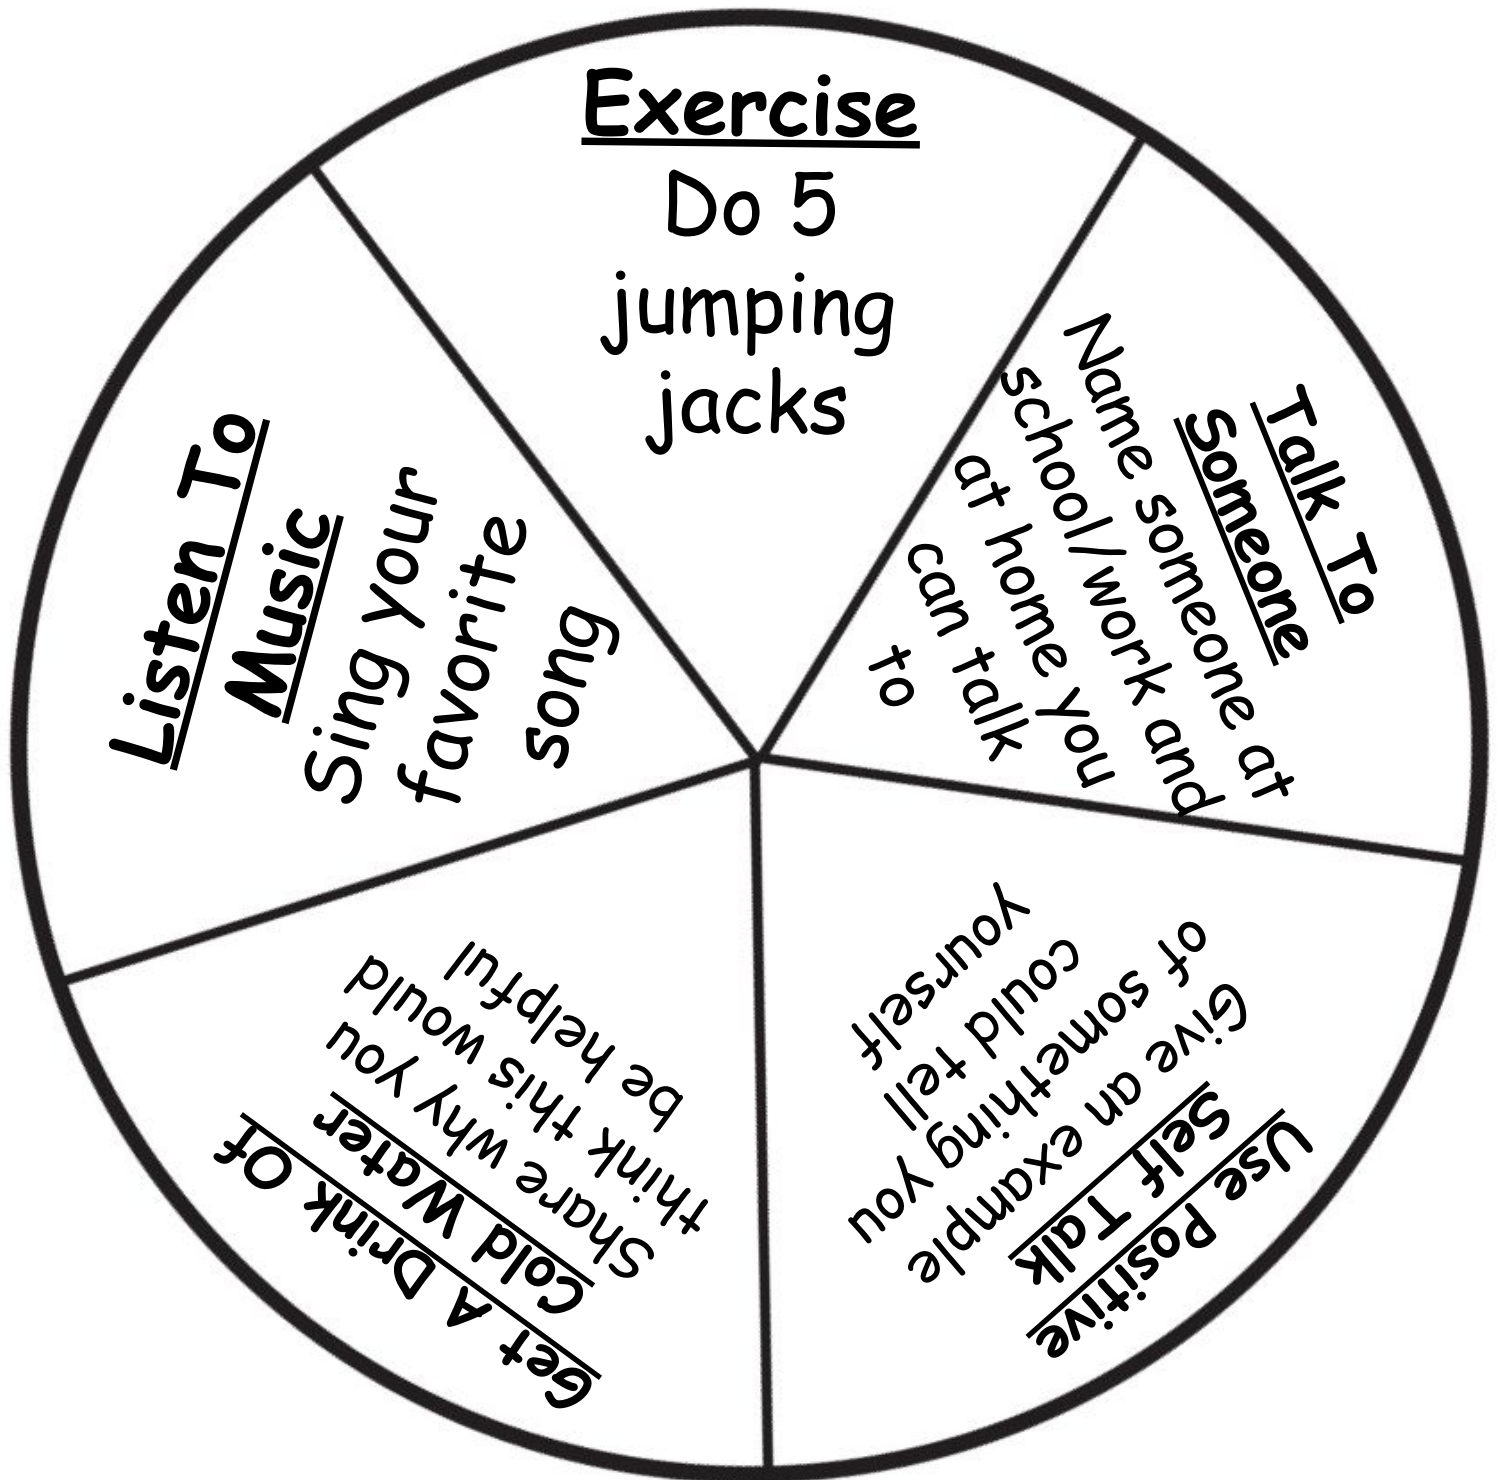 Exercise
Do 5
jumping
jacks
Talk To
Someone
Name someone at
school/work and
at home you
can talk
to
Use Positive
Self Talk
Give an example
of something you
could tell
yourself
Get A Drink Of
Cold Water
Share why you
think this would
be helpful
Listen To
Music
Sing your
favorite
song